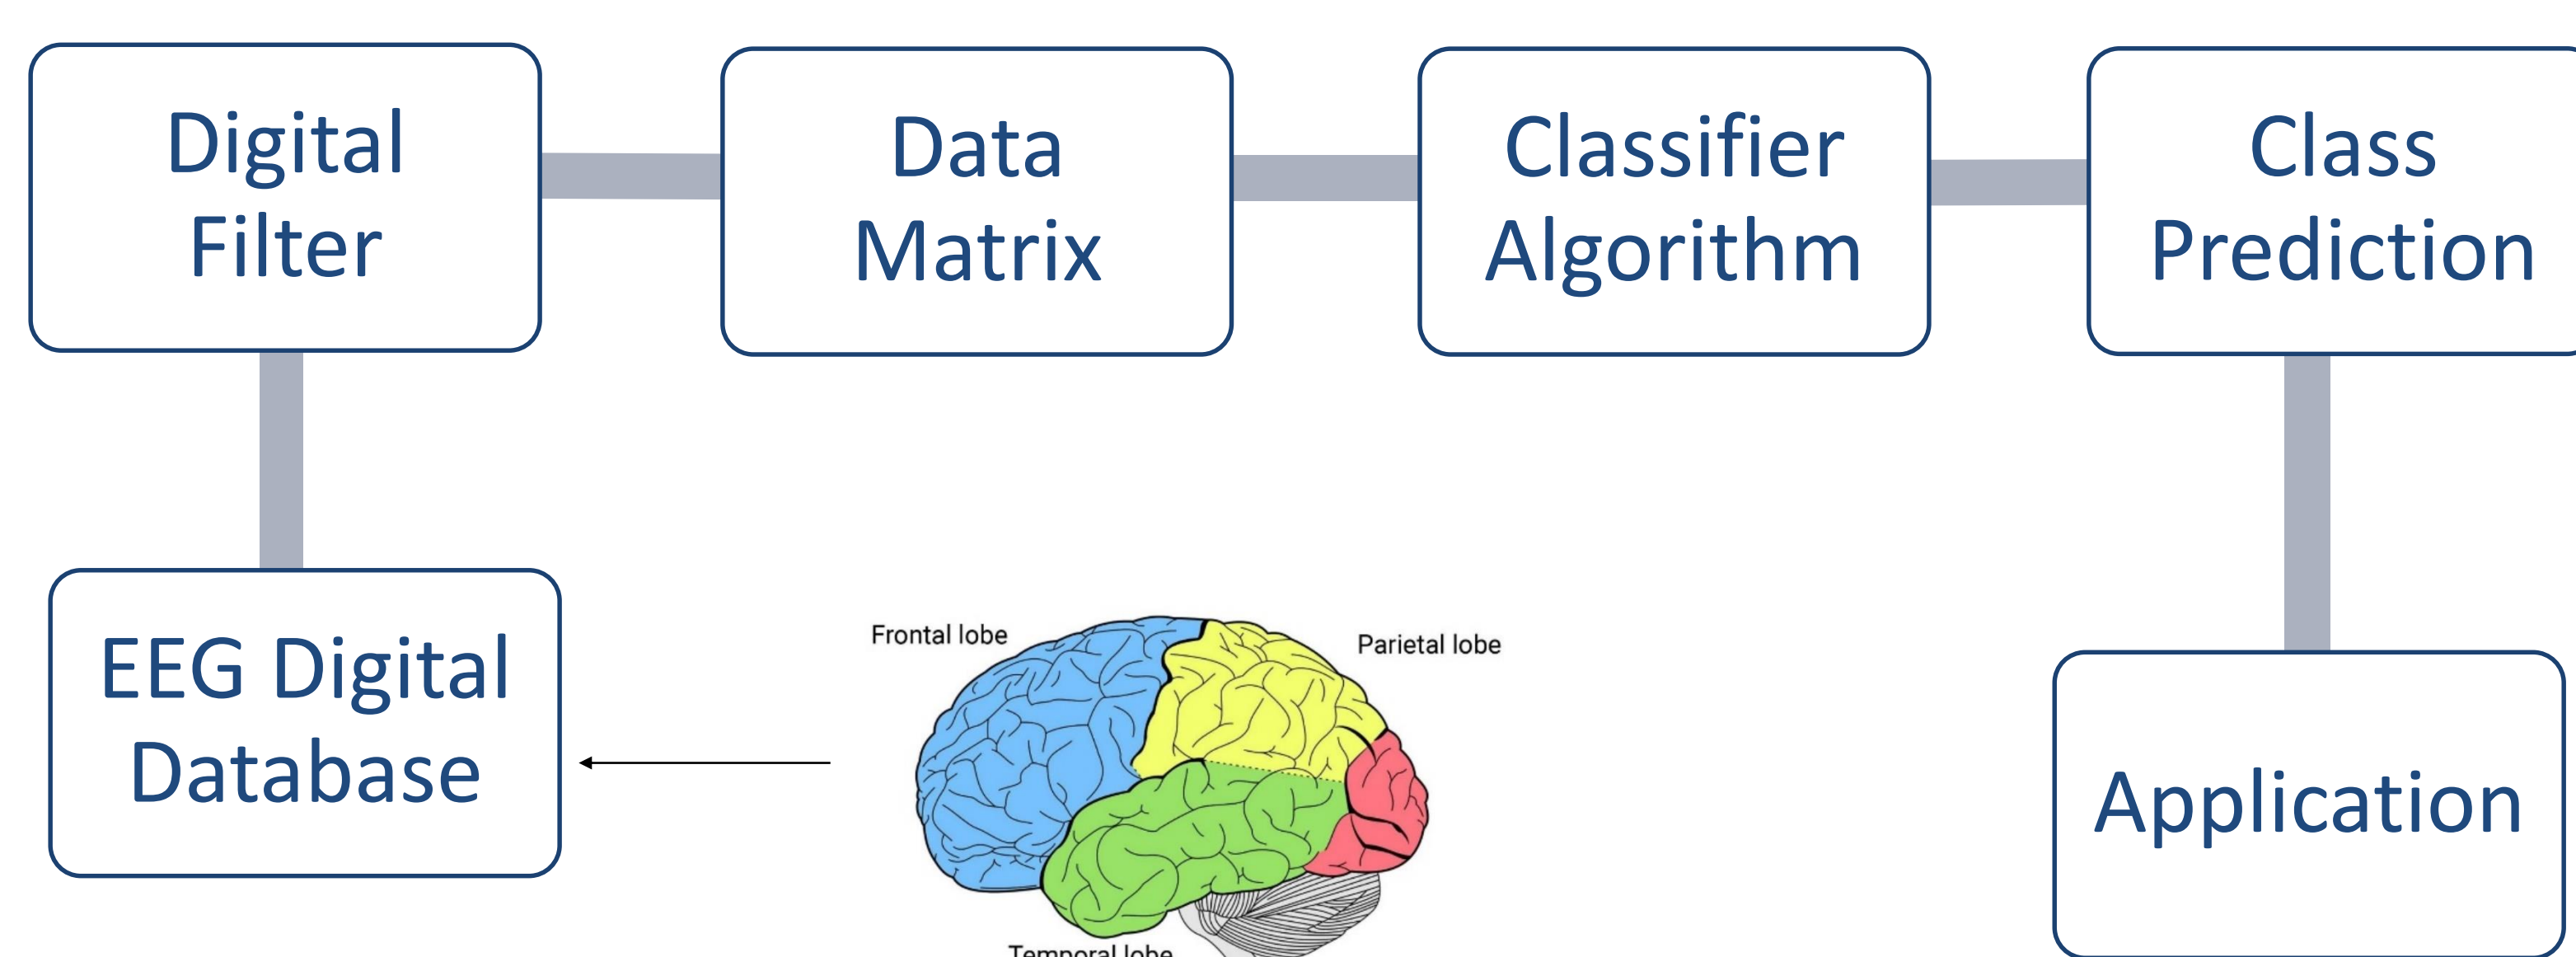 Digital
Filter
Data
Matrix
Classifier
Algorithm
Class
Prediction
EEG Digital
Database
Frontal lobe
Parietal lobe
Temporal lobe
Application